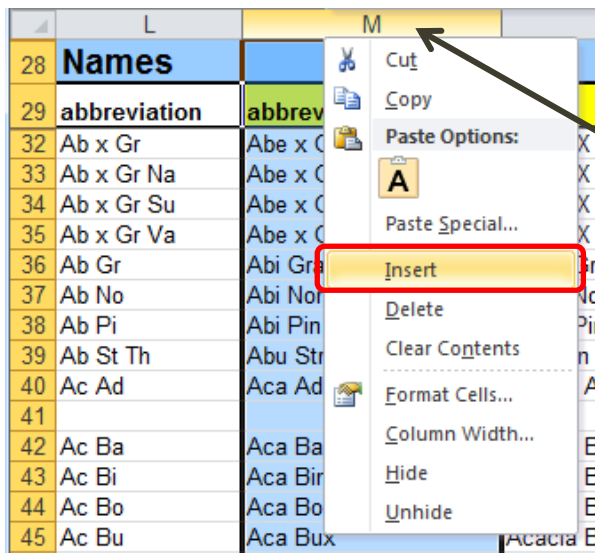 L M
28 Names
29 abbreviation abbrev
32 Ab x Gr Abe x X
33 Ab x Gr Na Abe x X
34 Ab x Gr Su Abe x X
35 Ab x Gr Va Abe x X
36 Ab Gr Abi Gra
37 Ab No Abi Nor
38 Ab Pi Abi Pin
39 Ab St Th Abu Str n
40 Ac Ad Aca Ad A
41
42 Ac Ba Aca Ba E
43 Ac Bi Aca Bin E
44 Ac Bo Aca Bo E
45 Ac Bu Aca Bux Acacia B
Cut
Copy
Paste Options:
A
Paste Special...
Insert
Delete
Clear Contents
Format Cells...
Column Width...
Hide
Unhide